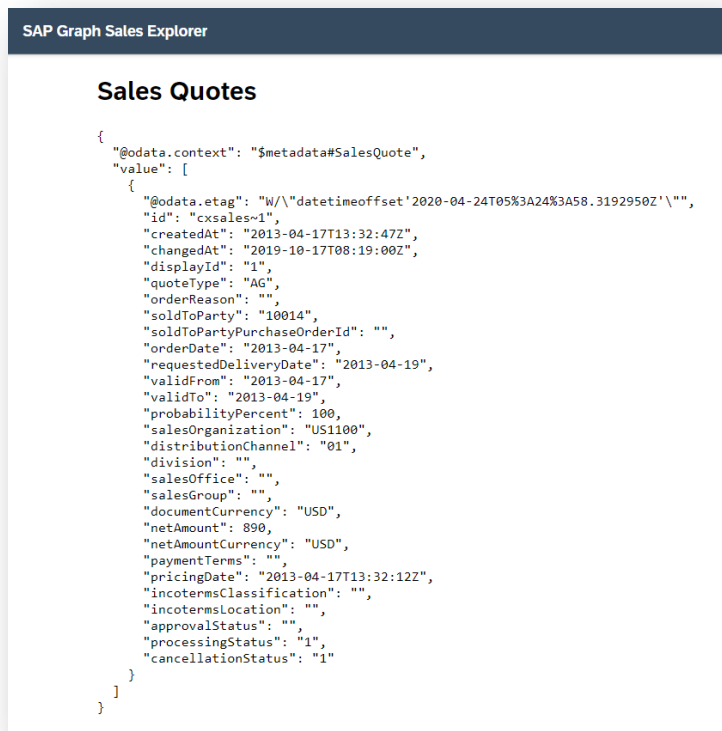 SAP Graph Sales Explorer
Sales Quotes
{
  "@odata.context": "$metadata#SalesQuote",
  "value": [
    {
      "@odata.etag": "W/\"datetimeoffset'2020-04-24T05%3A24%3A58.3192950Z'\"",
      "id": "cxsales~1",
      "createdAt": "2013-04-17T13:32:47Z",
      "changedAt": "2019-10-17T08:19:00Z",
      "displayId": "1",
      "quoteType": "AG",
      "orderReason": "",
      "soldToParty": "10014",
      "soldToPartyPurchaseOrderId": "",
      "orderDate": "2013-04-17",
      "requestedDeliveryDate": "2013-04-19",
      "validFrom": "2013-04-17",
      "validTo": "2013-04-19",
      "probabilityPercent": 100,
      "salesOrganization": "US1100",
      "distributionChannel": "01",
      "division": "",
      "salesOffice": "",
      "salesGroup": "",
      "documentCurrency": "USD",
      "netAmount": 890,
      "netAmountCurrency": "USD",
      "paymentTerms": "",
      "pricingDate": "2013-04-17T13:32:12Z",
      "incotermsClassification": "",
      "incotermsLocation": "",
      "approvalStatus": "",
      "processingStatus": "1",
      "cancellationStatus": "1"
    }
  ]
}